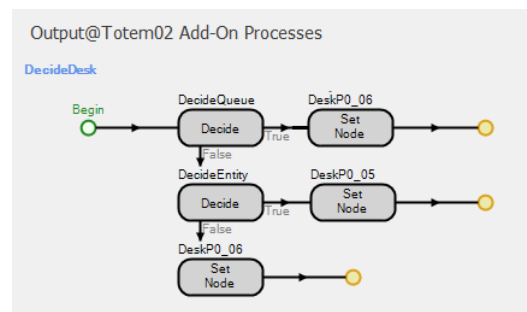 Output@Totem02 Add-On Processes
DecideDesk
Begin
DecideQueue
Decide
True
DeskP0_06
Set
Node
False
DecideEntity
Decide
True
DeskP0_05
Set
Node
False
DeskP0_06
Set
Node